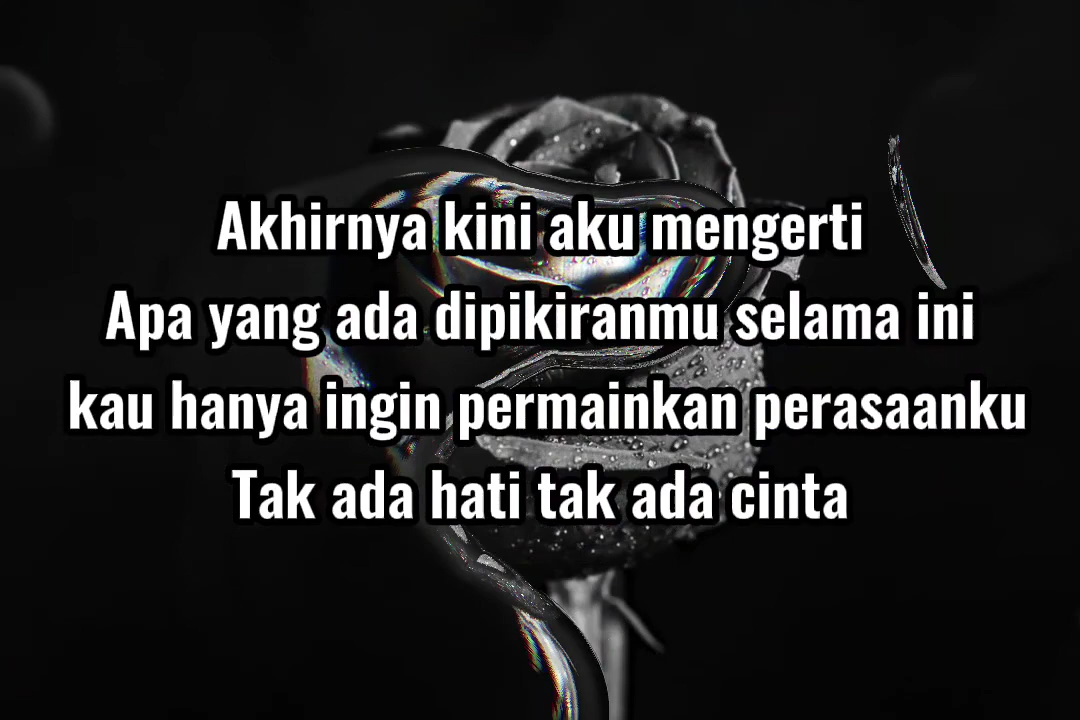 Akhirnya kini aku mengerti
Apa yang ada dipikiranmu selama ini
kau hanya ingin permainkan perasaanku
Tak ada hati tak ada cinta